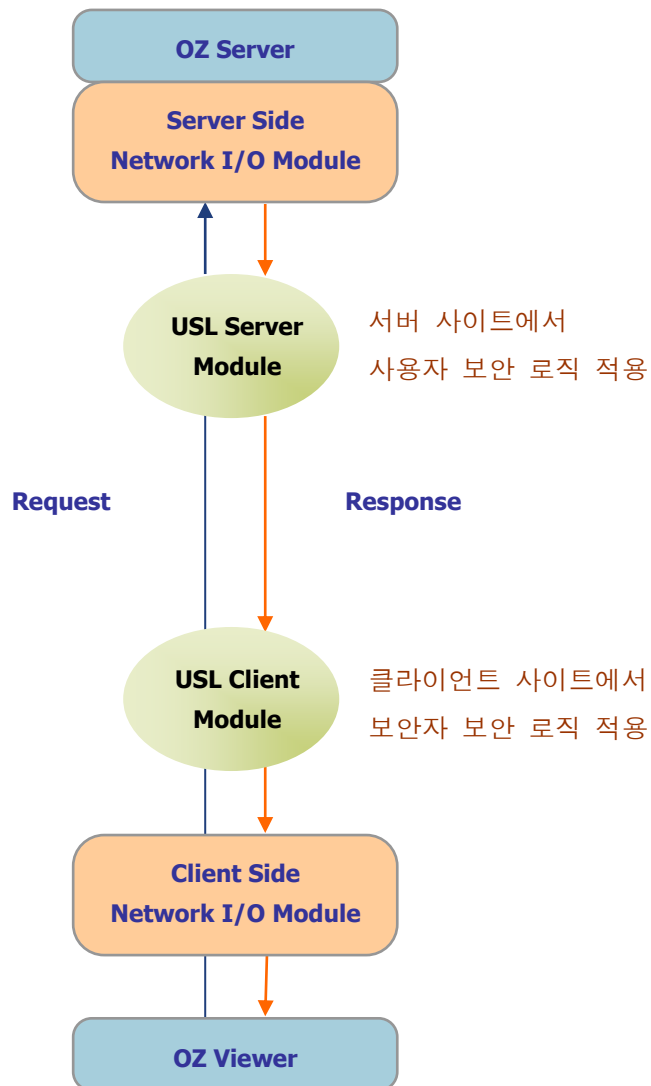 OZ Server
Server Side
Network I/O Module
USL Server
Module
서버 사이트에서
사용자 보안 로직 적용
Request
Response
USL Client
Module
클라이언트 사이트에서
보안자 보안 로직 적용
Client Side
Network I/O Module
OZ Viewer